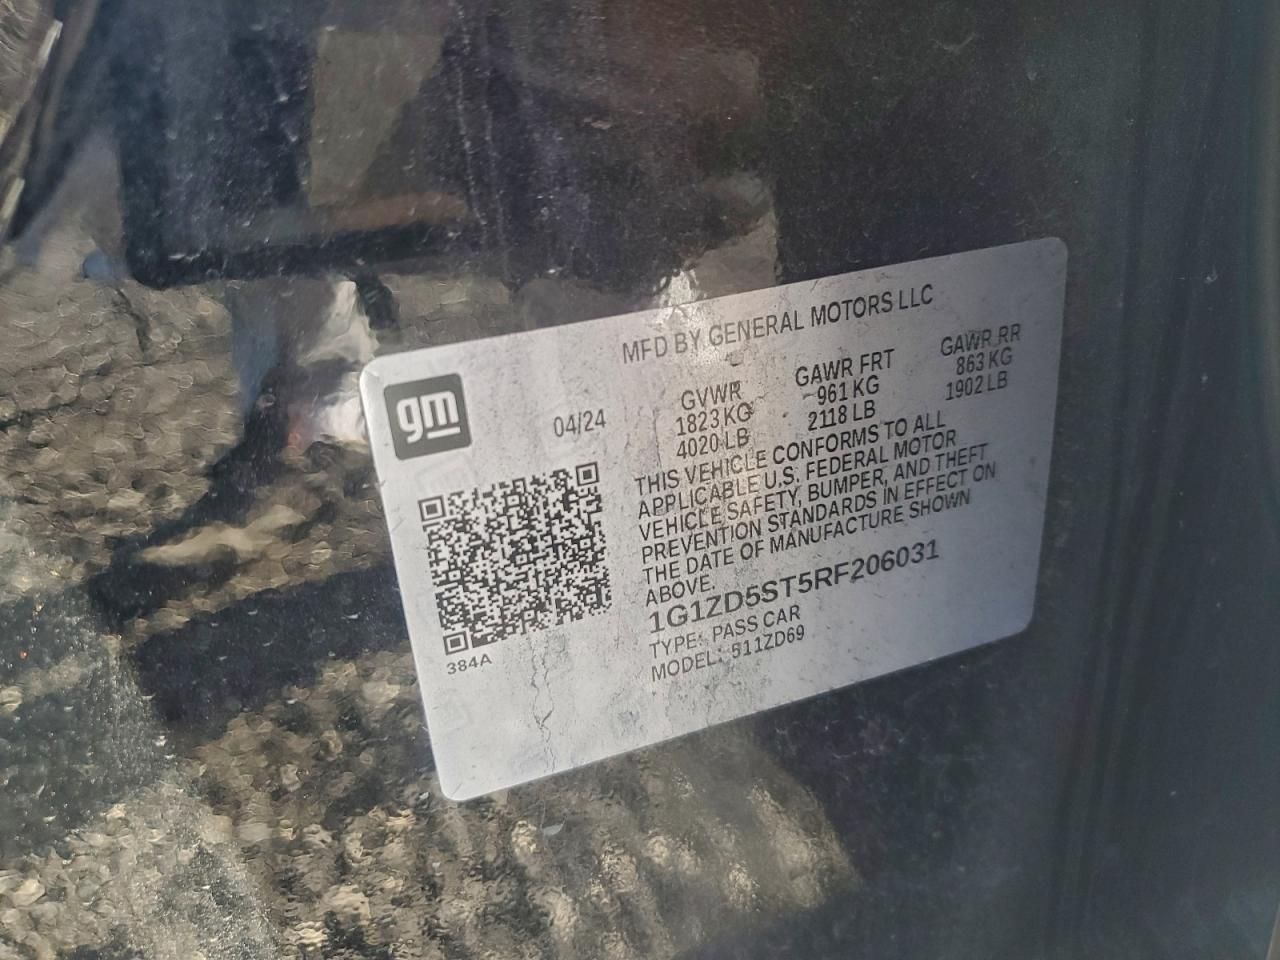 MFD BY GENERAL MOTORS LLC
gm
04/24
GVWR GAWR FRT GAWR RR
1823 KG 961 KG 863 KG
4020 LB 2118 LB 1902 LB
THIS VEHICLE CONFORMS TO ALL
APPLICABLE U.S. FEDERAL MOTOR
VEHICLE SAFETY, BUMPER, AND THEFT
PREVENTION STANDARDS IN EFFECT ON
THE DATE OF MANUFACTURE SHOWN
ABOVE.
1G1ZD5ST5RF206031
TYPE: PASS CAR
MODEL: 511ZD69
384A